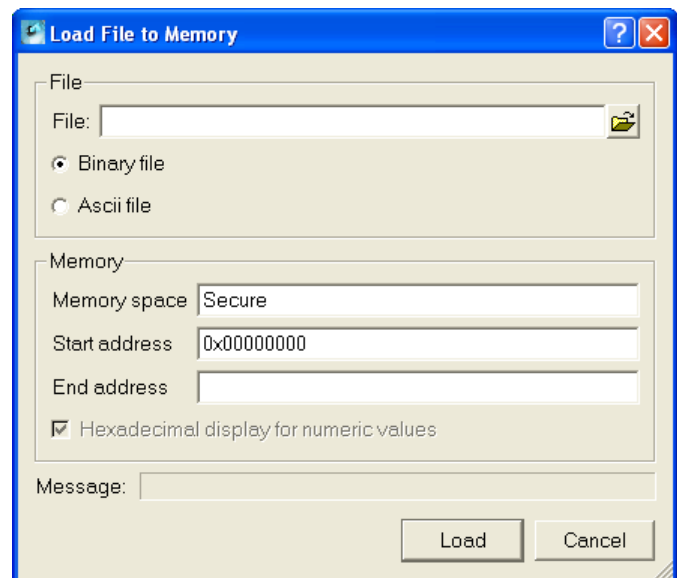 Load File to Memory
File
File:
Binary file
Ascii file
Memory
Memory space Secure
Start address 0x00000000
End address
Hexadecimal display for numeric values
Message:
Load Cancel